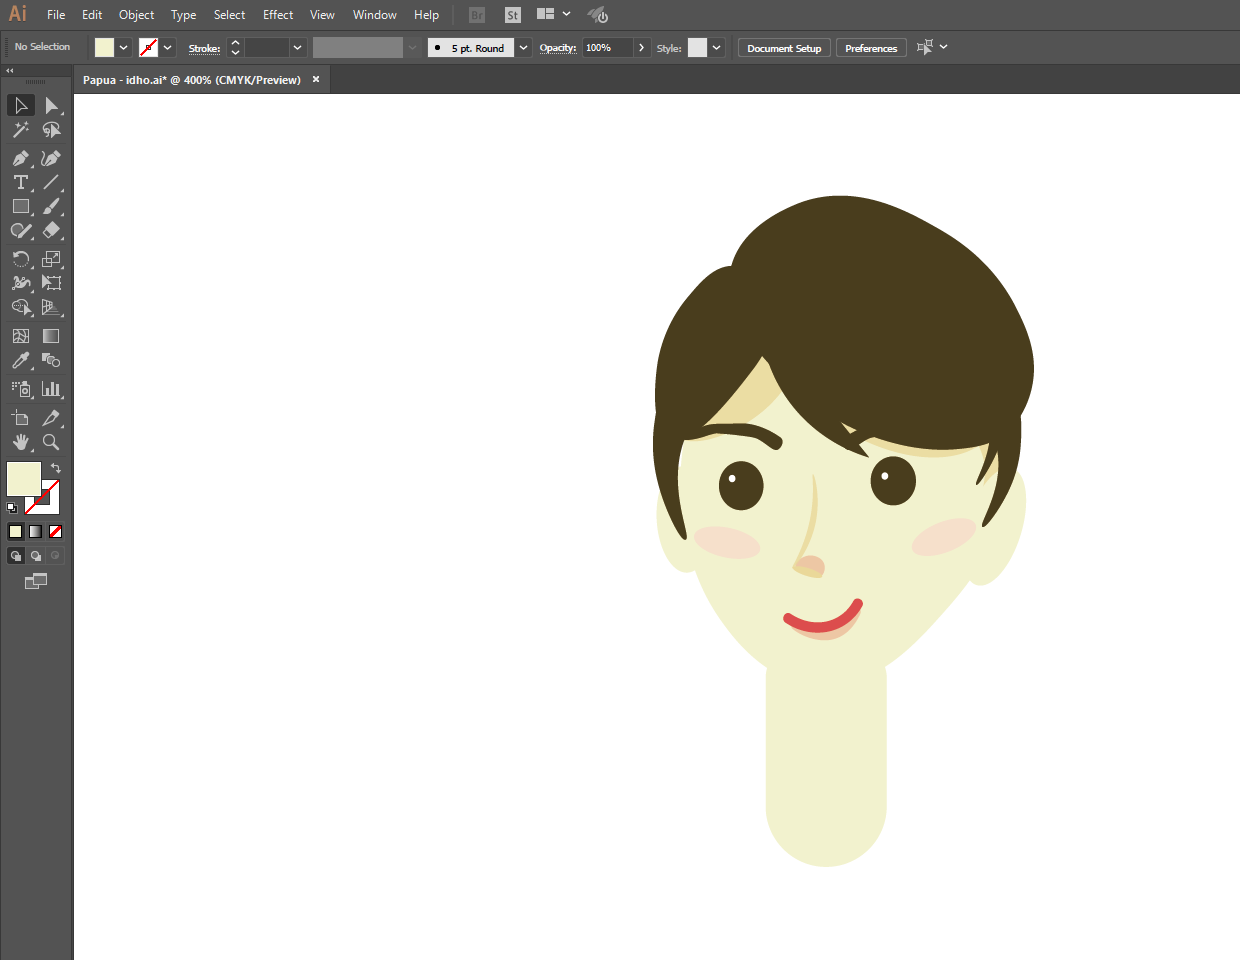 Ai File Edit Object Type Select Effect View Window Help Br St
No Selection Stroke: 5 pt. Round Opacity: 100% Style: Document Setup Preferences
Papua - idho.ai* @ 400% (CMYK/Preview) ×
T